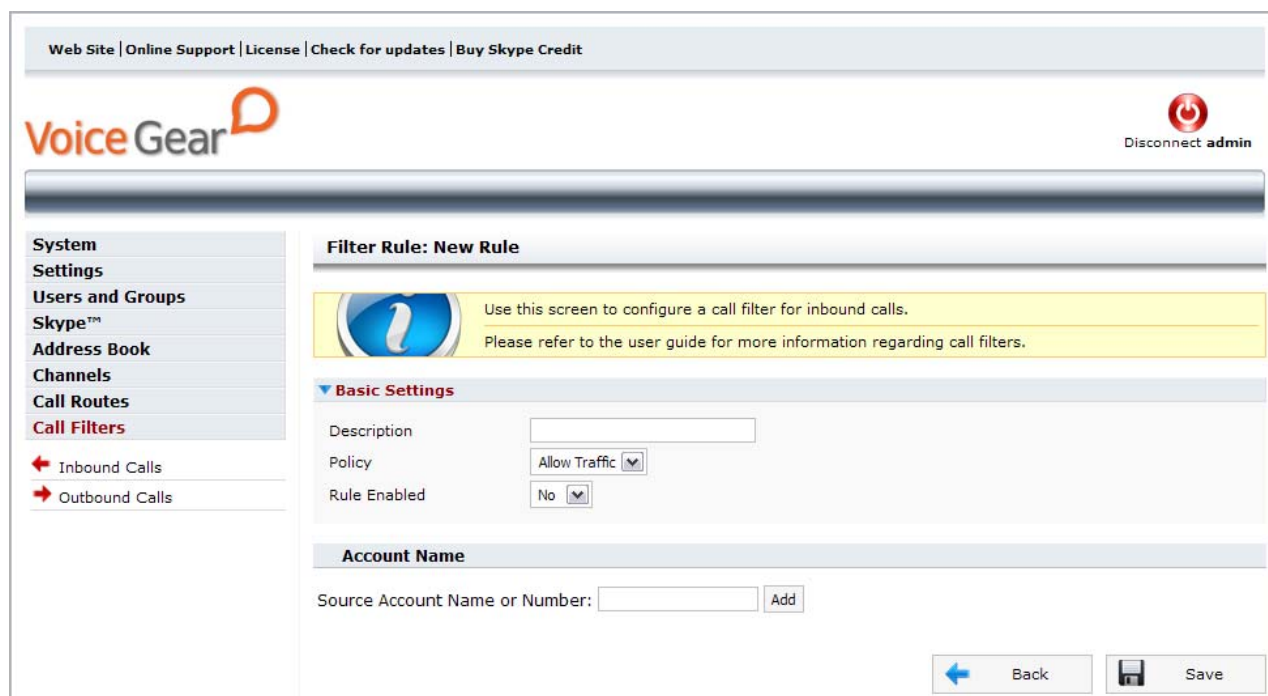 Web Site | Online Support | License | Check for updates | Buy Skype Credit
Voice Gear
Disconnect admin
System
Settings
Users and Groups
Skype™
Address Book
Channels
Call Routes
Call Filters
Inbound Calls
Outbound Calls
Filter Rule: New Rule
Use this screen to configure a call filter for inbound calls.
Please refer to the user guide for more information regarding call filters.
Basic Settings
Description
Policy Allow Traffic
Rule Enabled No
Account Name
Source Account Name or Number: Add
Back Save